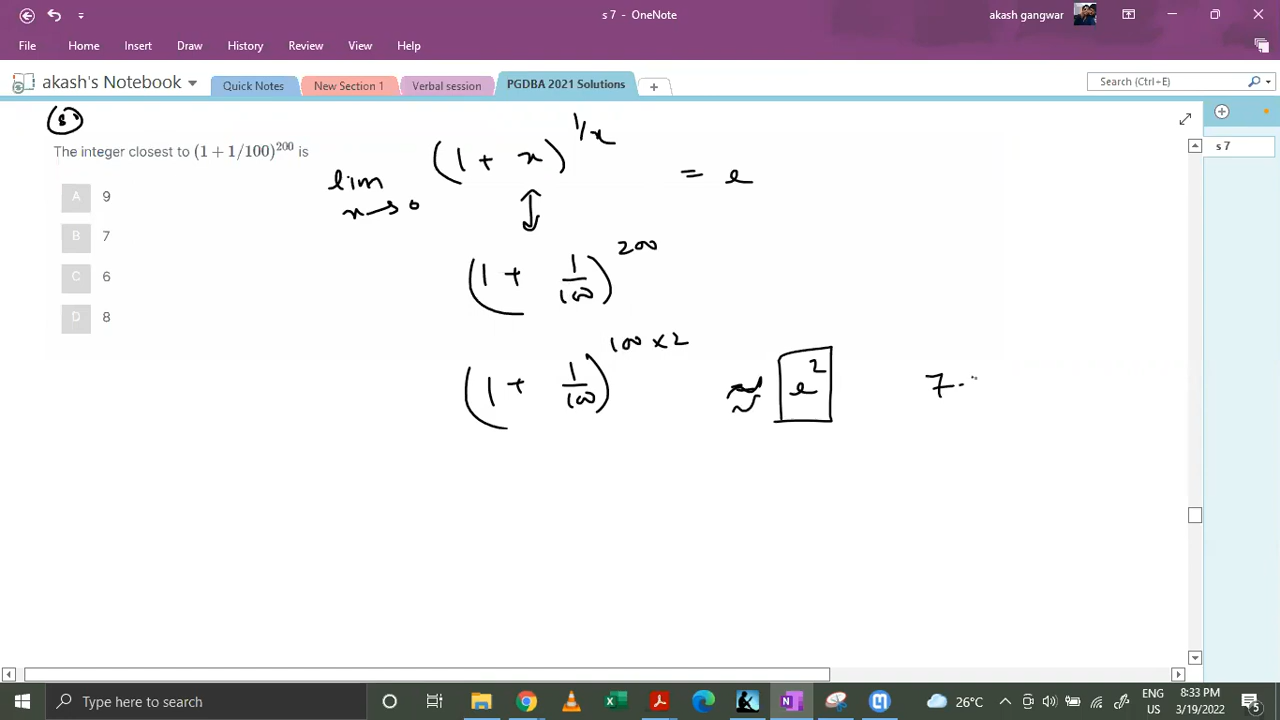 s 7 - OneNote
akash gangwar
File Home Insert Draw History Review View Help
akash's Notebook
Quick Notes
New Section 1
Verbal session
PGDBA 2021 Solutions
+
Search (Ctrl+E)
s 7
The integer closest to (1 + 1/100)^200 is
A 9
B 7
C 6
D 8
lim x→0 (1 + x)^1/x = e
(1 + 1/100)^200
(1 + 1/100)^100×2 ≈ e^2 7.
Type here to search
26°C
ENG
US
8:33 PM
3/19/2022
5